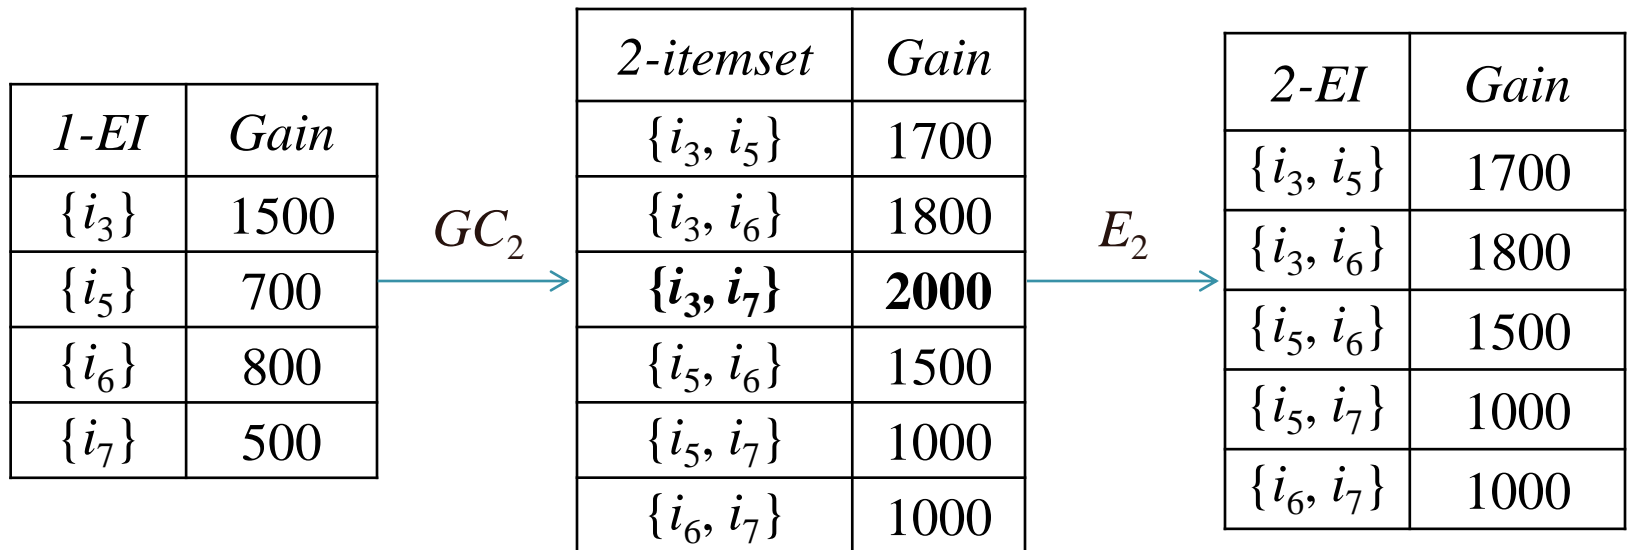 1-EI Gain
{i3} 1500
{i5} 700
{i6} 800
{i7} 500
GC2
2-itemset Gain
{i3, i5} 1700
{i3, i6} 1800
{i3, i7} 2000
{i5, i6} 1500
{i5, i7} 1000
{i6, i7} 1000
E2
2-EI Gain
{i3, i5} 1700
{i3, i6} 1800
{i5, i6} 1500
{i5, i7} 1000
{i6, i7} 1000